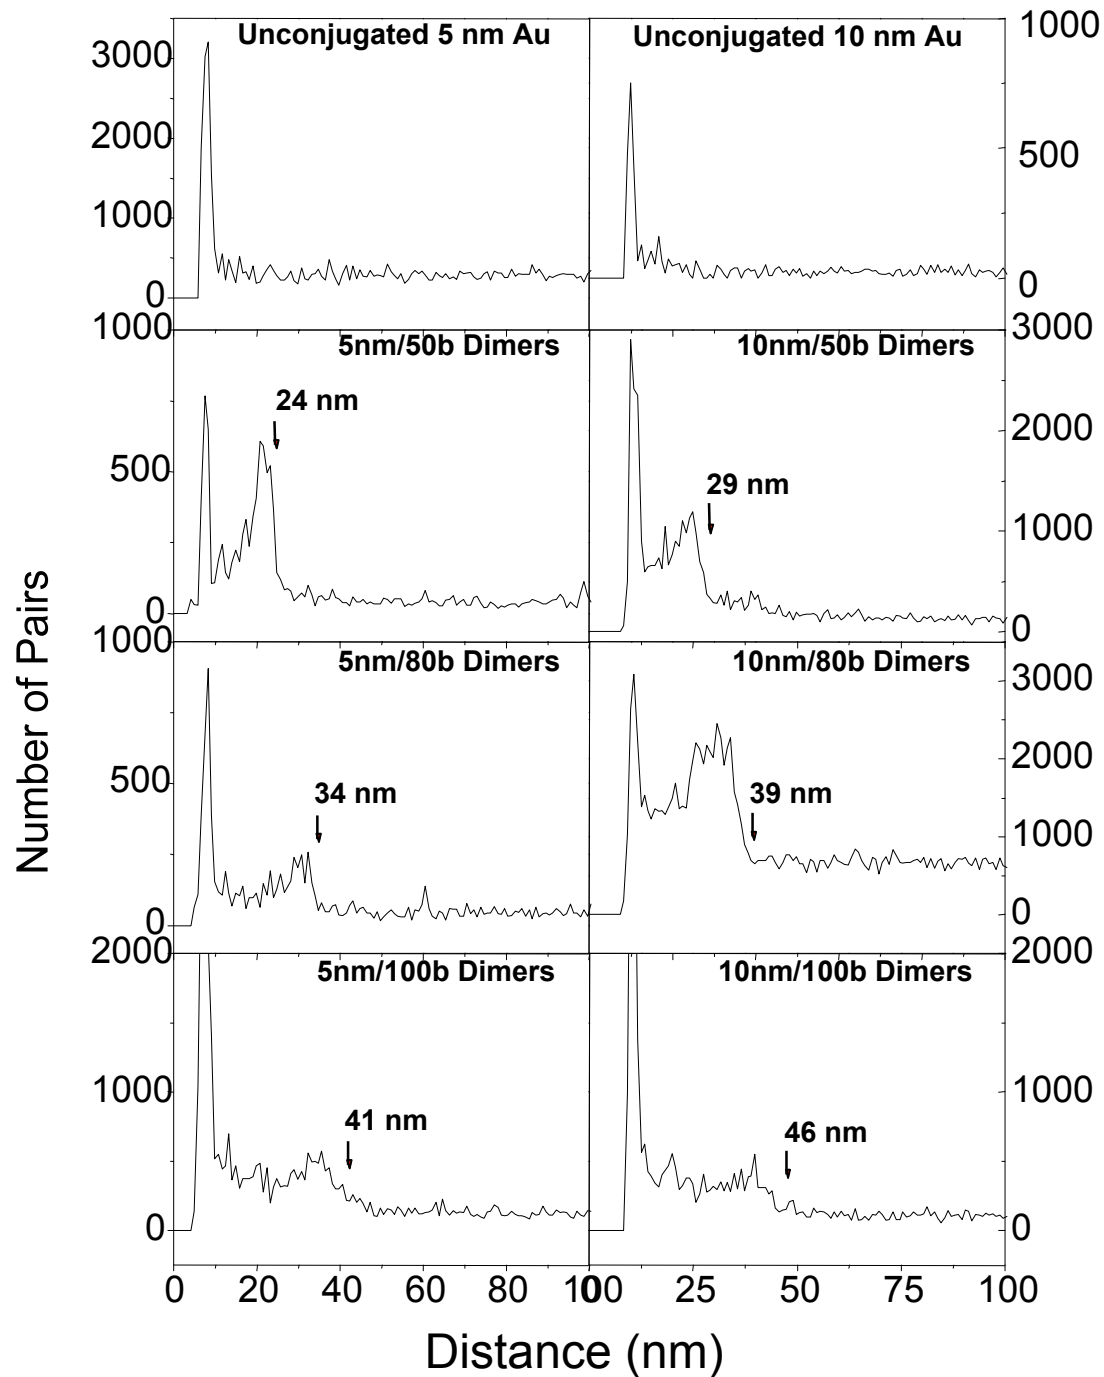 Unconjugated 5 nm Au
Unconjugated 10 nm Au
3000
2000
1000
0
1000
500
0
5nm/50b Dimers
10nm/50b Dimers
24 nm
29 nm
1000
500
0
3000
2000
1000
0
5nm/80b Dimers
10nm/80b Dimers
34 nm
39 nm
1000
500
0
3000
2000
1000
0
5nm/100b Dimers
10nm/100b Dimers
41 nm
46 nm
2000
1000
0
2000
1000
0
0 20 40 60 80 100
0 25 50 75 100
Number of Pairs
Distance (nm)